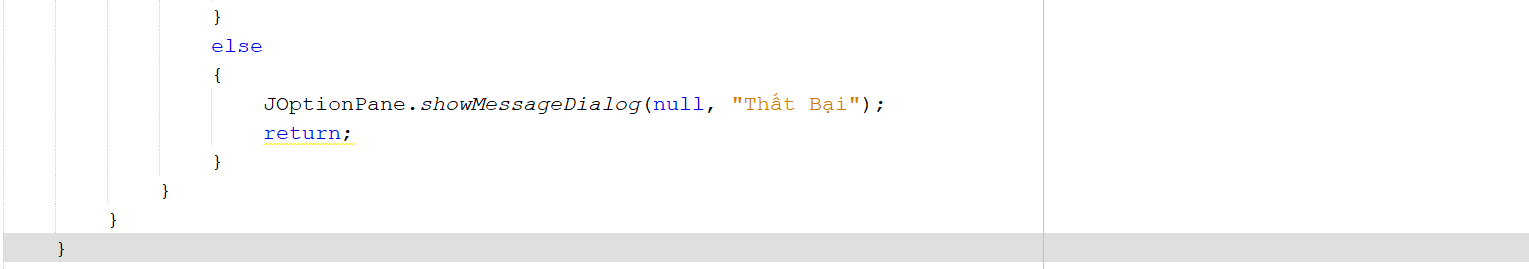 }
else
{
JOptionPane.showMessageDialog(null, "Thất Bại");
return;
}
}
}
}